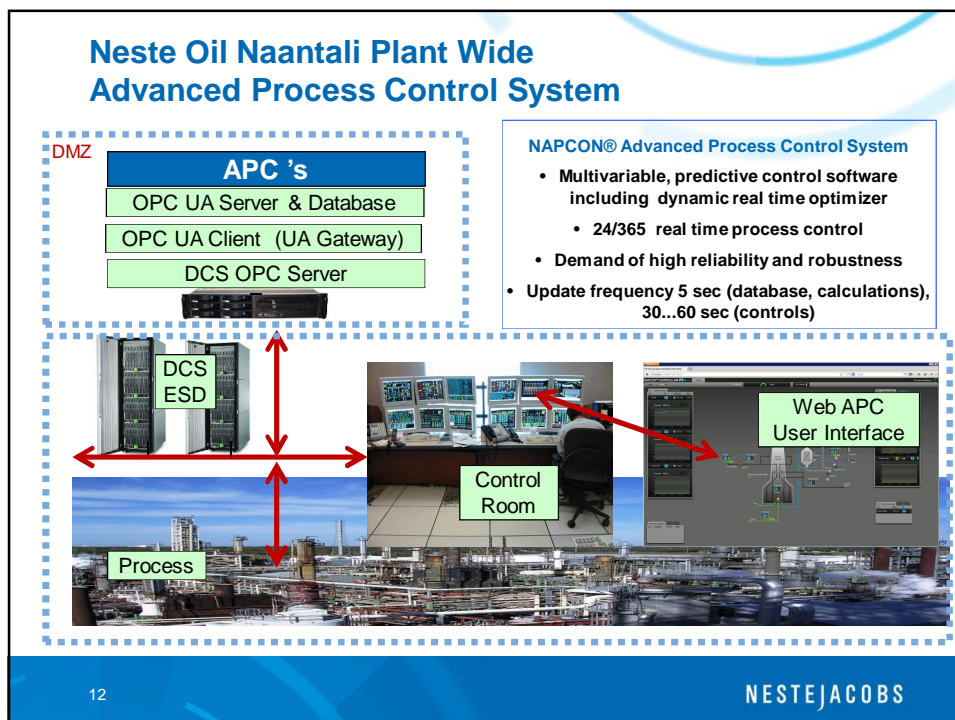 Neste Oil Naantali Plant Wide
Advanced Process Control System
DMZ
APC 's
OPC UA Server & Database
OPC UA Client (UA Gateway)
DCS OPC Server
NAPCON® Advanced Process Control System
• Multivariable, predictive control software
including dynamic real time optimizer
• 24/365 real time process control
• Demand of high reliability and robustness
• Update frequency 5 sec (database, calculations),
30...60 sec (controls)
DCS
ESD
Control
Room
Web APC
User Interface
Process
12
NESTE JACOBS